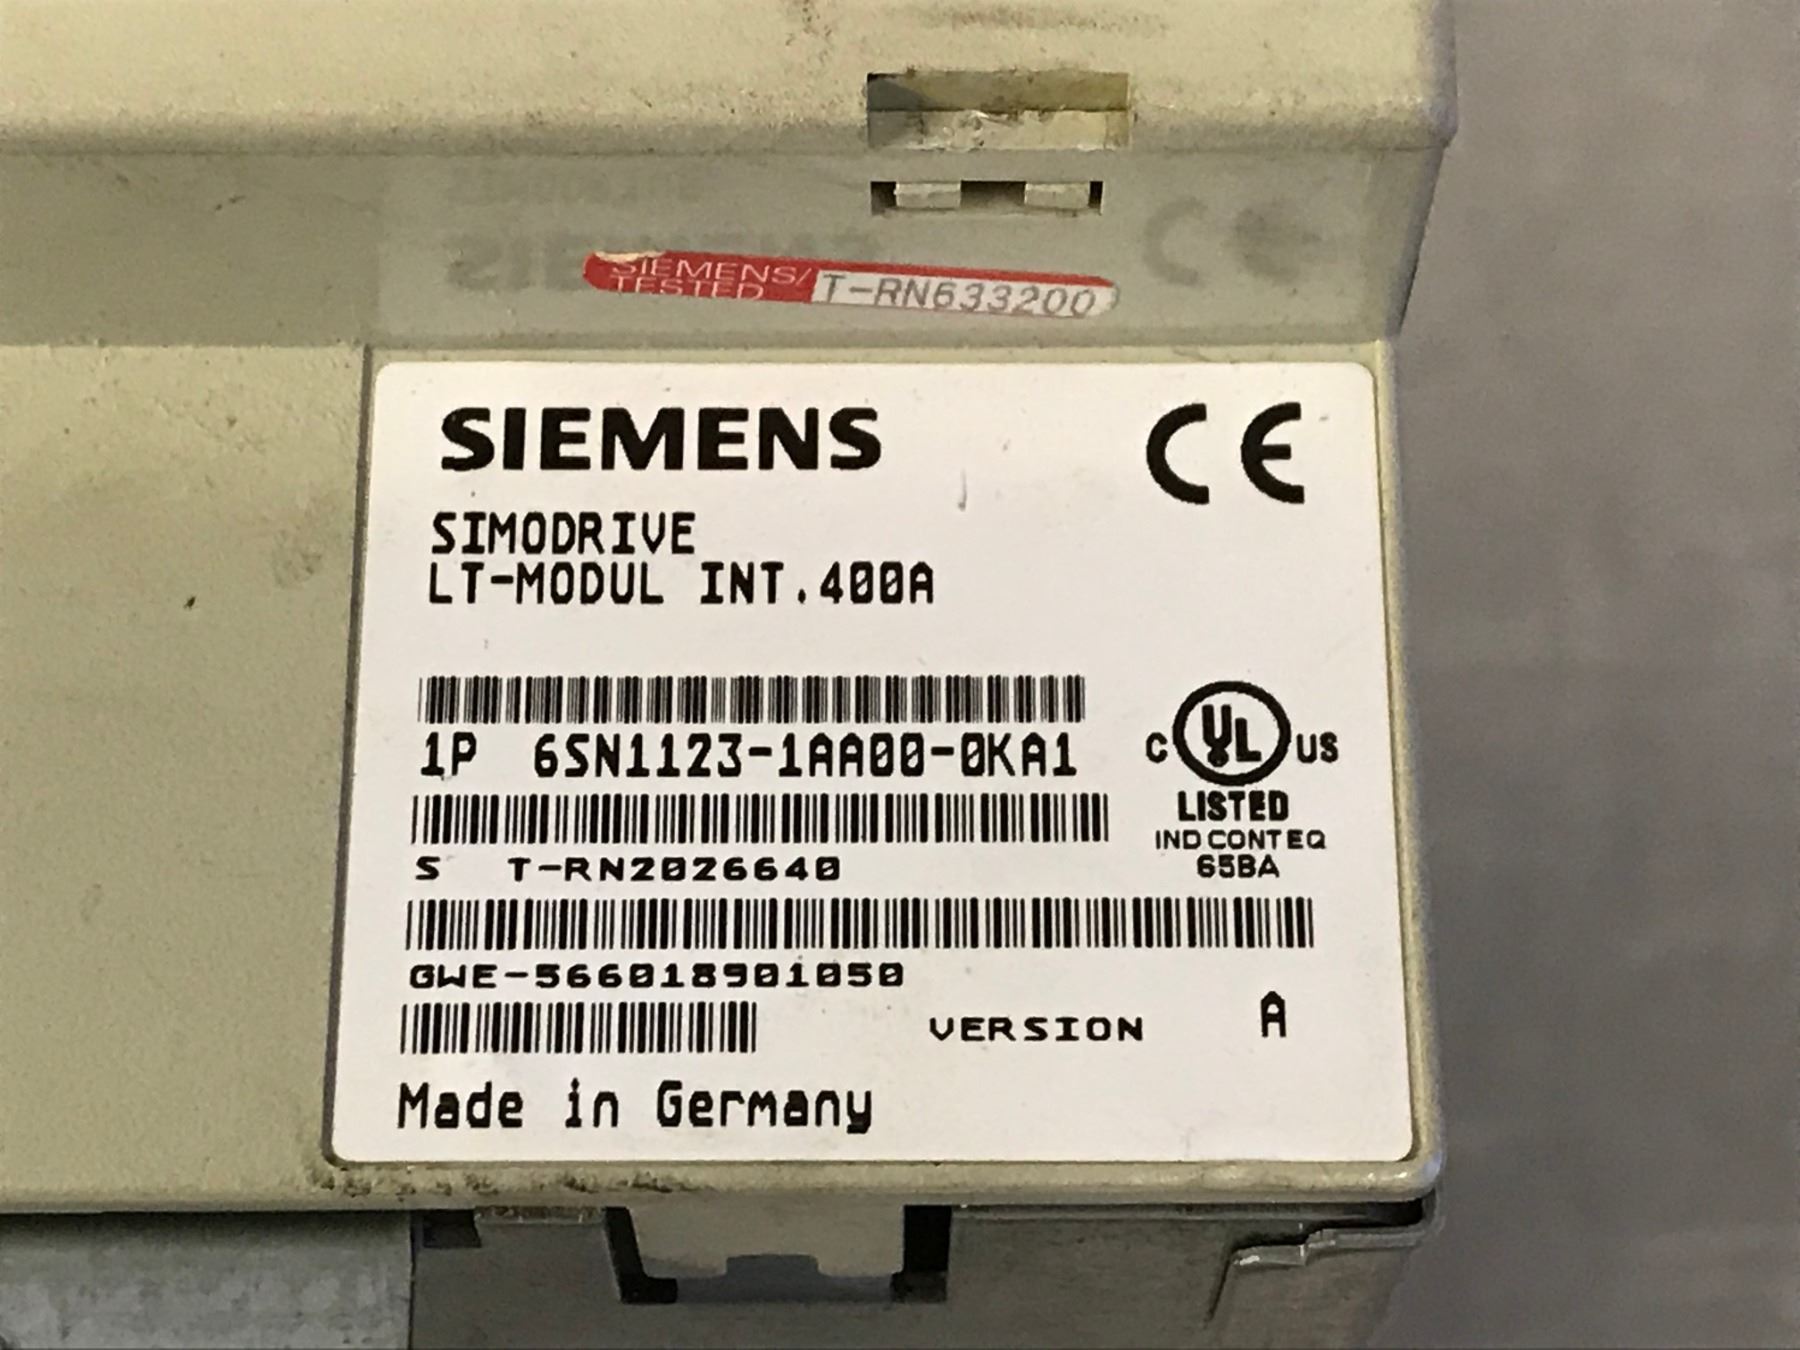 SIEMENS/
TESTED
T-RN633200
SIEMENS
CE
SIMODRIVE
LT-MODUL INT.400A
1P 6SN1123-1AA00-0KA1
C UL US
LISTED
IND CONT EQ
65BA
S T-RN2026640
GWE-566018901050
VERSION A
Made in Germany